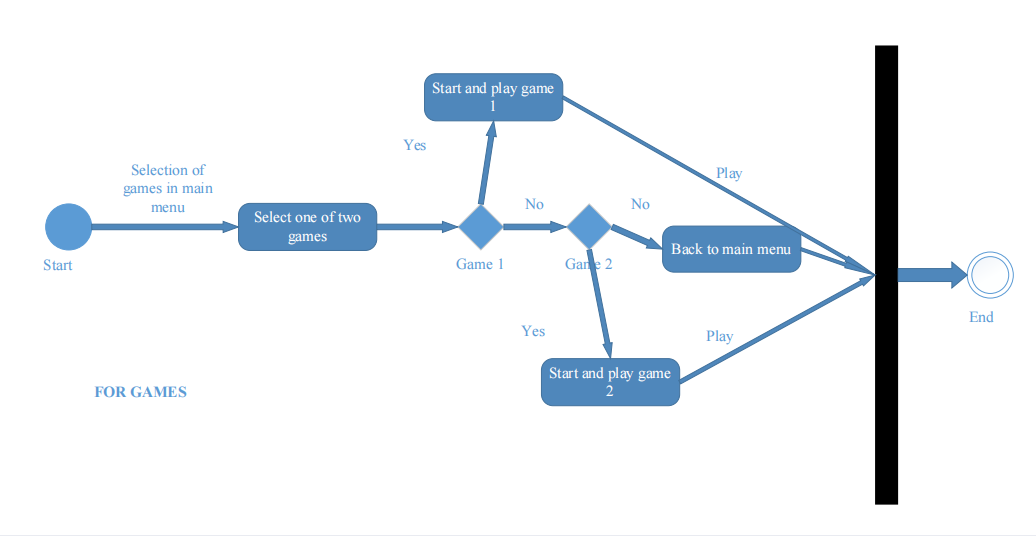 Start and play game
1
Yes
Play
Selection of
games in main
menu
No
No
Select one of two
games
Back to main menu
Start
Game 1
Game 2
End
Yes
Play
Start and play game
2
FOR GAMES